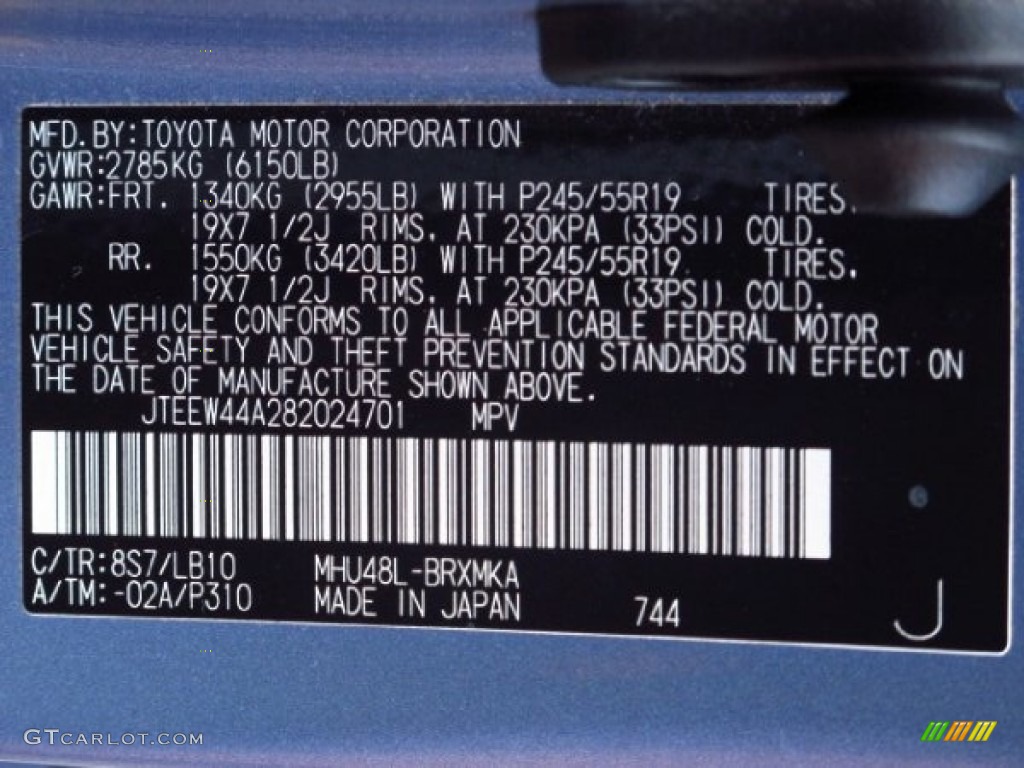 MFD. BY: TOYOTA MOTOR CORPORATION
GVWR: 2785KG (6150LB)
GAWR: FRT. 1340KG (2955LB) WITH P245/55R19 TIRES.
19X7 1/2J RIMS. AT 230KPA (33PSI) COLD.
RR. 1550KG (3420LB) WITH P245/55R19 TIRES.
19X7 1/2J RIMS. AT 230KPA (33PSI) COLD.
THIS VEHICLE CONFORMS TO ALL APPLICABLE FEDERAL MOTOR
VEHICLE SAFETY AND THEFT PREVENTION STANDARDS IN EFFECT ON
THE DATE OF MANUFACTURE SHOWN ABOVE.
JTEEW44A282024701 MPV
C/TR: 8S7/LB10 MHU48L-BRXMKA
A/TM: -02A/P310 MADE IN JAPAN 744 J
GTCARLOT.COM